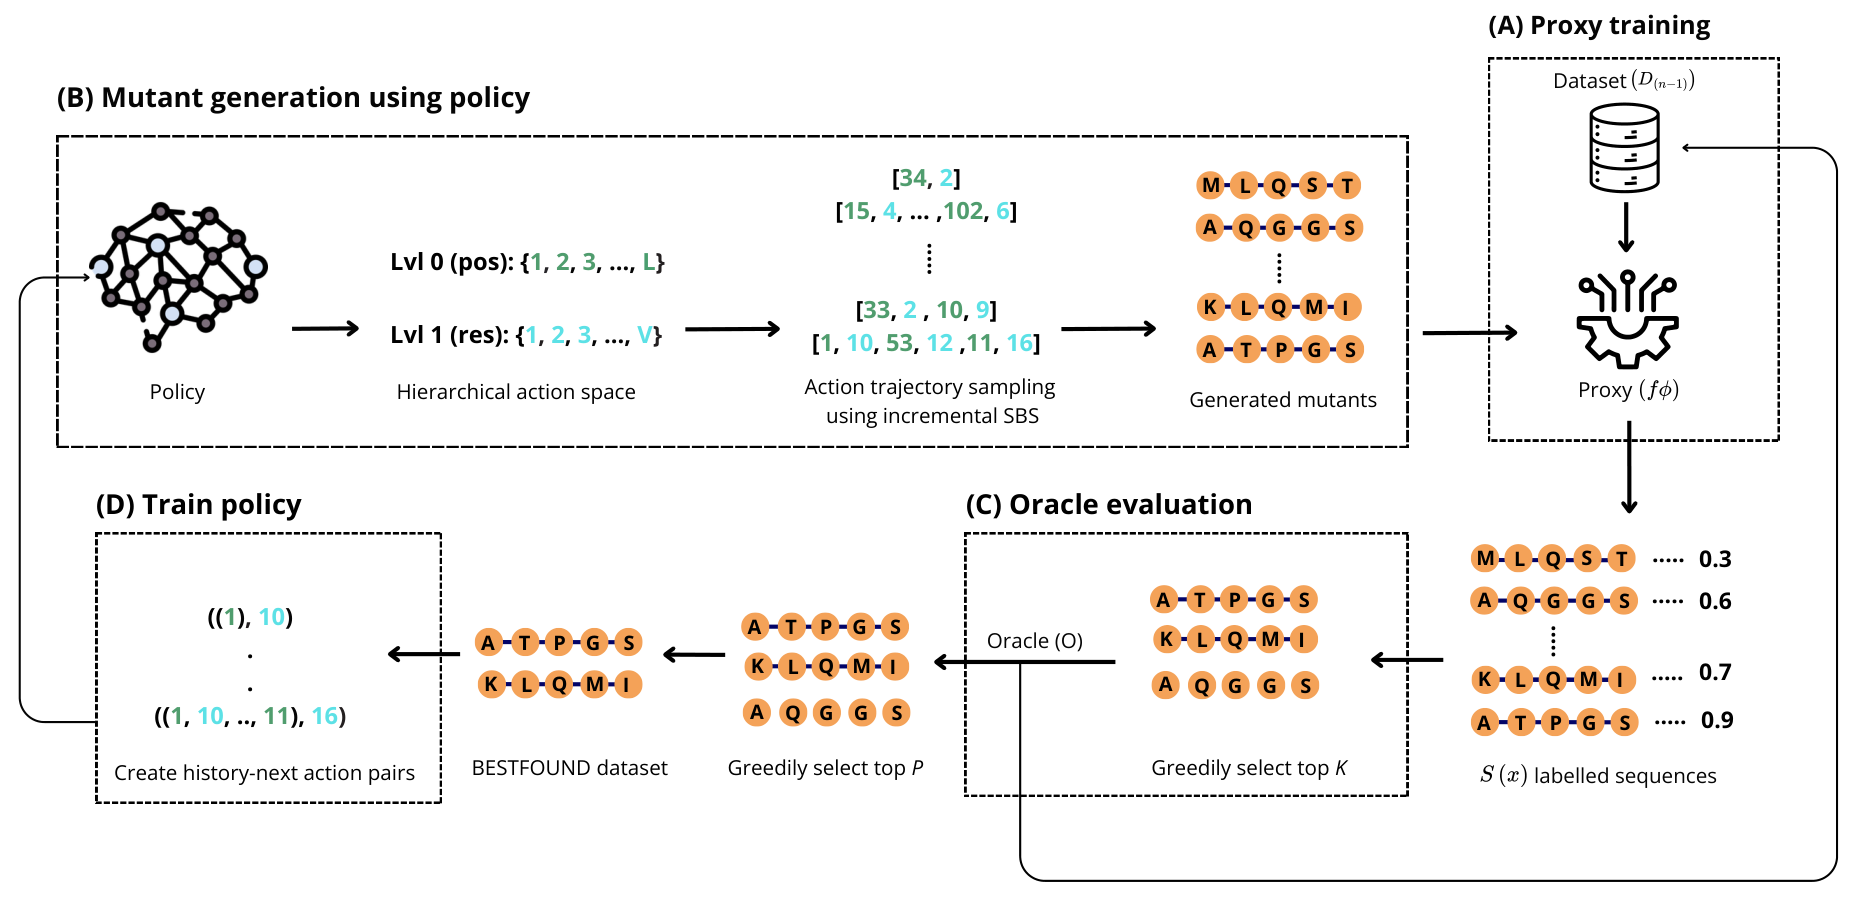 (A) Proxy training
Dataset (D(n−1))
(B) Mutant generation using policy
Policy
Lvl 0 (pos): {1, 2, 3, ..., L}
Lvl 1 (res): {1, 2, 3, ..., V}
Hierarchical action space
[34, 2]
[15, 4, ... ,102, 6]
[33, 2 , 10, 9]
[1, 10, 53, 12 ,11, 16]
Action trajectory sampling
using incremental SBS
M L Q S T
A Q G G S
K L Q M I
A T P G S
Generated mutants
Proxy (fϕ)
M L Q S T ..... 0.3
A Q G G S ..... 0.6
K L Q M I ..... 0.7
A T P G S ..... 0.9
S (x) labelled sequences
(C) Oracle evaluation
A T P G S
K L Q M I
A Q G G S
Greedily select top K
Oracle (O)
A T P G S
K L Q M I
A Q G G S
Greedily select top P
A T P G S
K L Q M I
BESTFOUND dataset
(D) Train policy
((1), 10)
.
.
((1, 10, .., 11), 16)
Create history-next action pairs